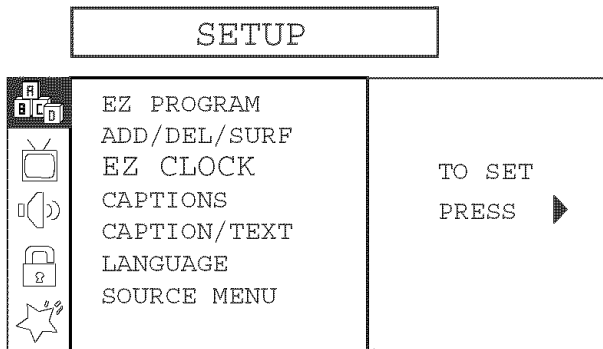 SETUP
A
B C D
EZ PROGRAM
ADD/DEL/SURF
EZ CLOCK
CAPTIONS
CAPTION/TEXT
LANGUAGE
SOURCE MENU
TO SET
PRESS